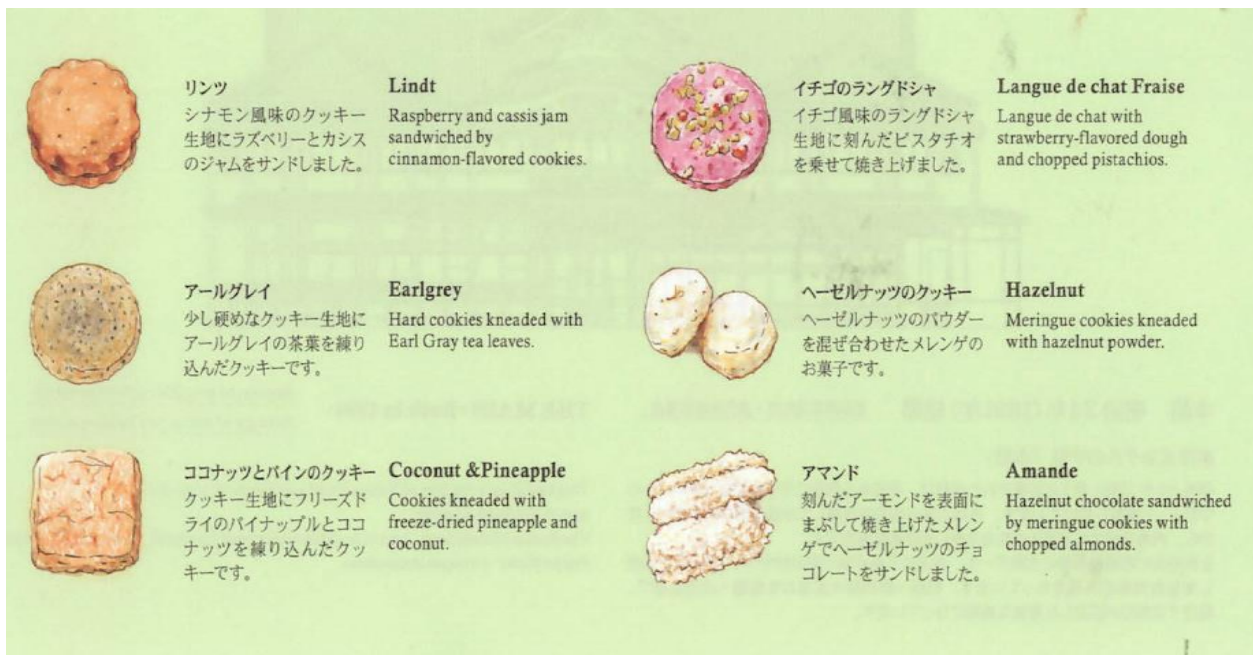 リンツ
シナモン風味のクッキー
生地にラズベリーとカシス
のジャムをサンドしました。
Lindt
Raspberry and cassis jam
sandwiched by
cinnamon-flavored cookies.
イチゴのラングドシャ
イチゴ風味のラングドシャ
生地に刻んだピスタチオ
を乗せて焼き上げました。
Langue de chat Fraise
Langue de chat with
strawberry-flavored dough
and chopped pistachios.
アールグレイ
少し硬めなクッキー生地に
アールグレイの茶葉を練り
込んだクッキーです。
Earlgrey
Hard cookies kneaded with
Earl Gray tea leaves.
ヘーゼルナッツのクッキー
ヘーゼルナッツのパウダー
を混ぜ合わせたメレンゲの
お菓子です。
Hazelnut
Meringue cookies kneaded
with hazelnut powder.
ココナッツとパインのクッキー
クッキー生地にフリーズド
ライのパイナップルとココ
ナッツを練り込んだクッ
キーです。
Coconut &Pineapple
Cookies kneaded with
freeze-dried pineapple and
coconut.
アマンド
刻んだアーモンドを表面に
まぶして焼き上げたメレン
ゲでヘーゼルナッツのチョ
コレートをサンドしました。
Amande
Hazelnut chocolate sandwiched
by meringue cookies with
chopped almonds.